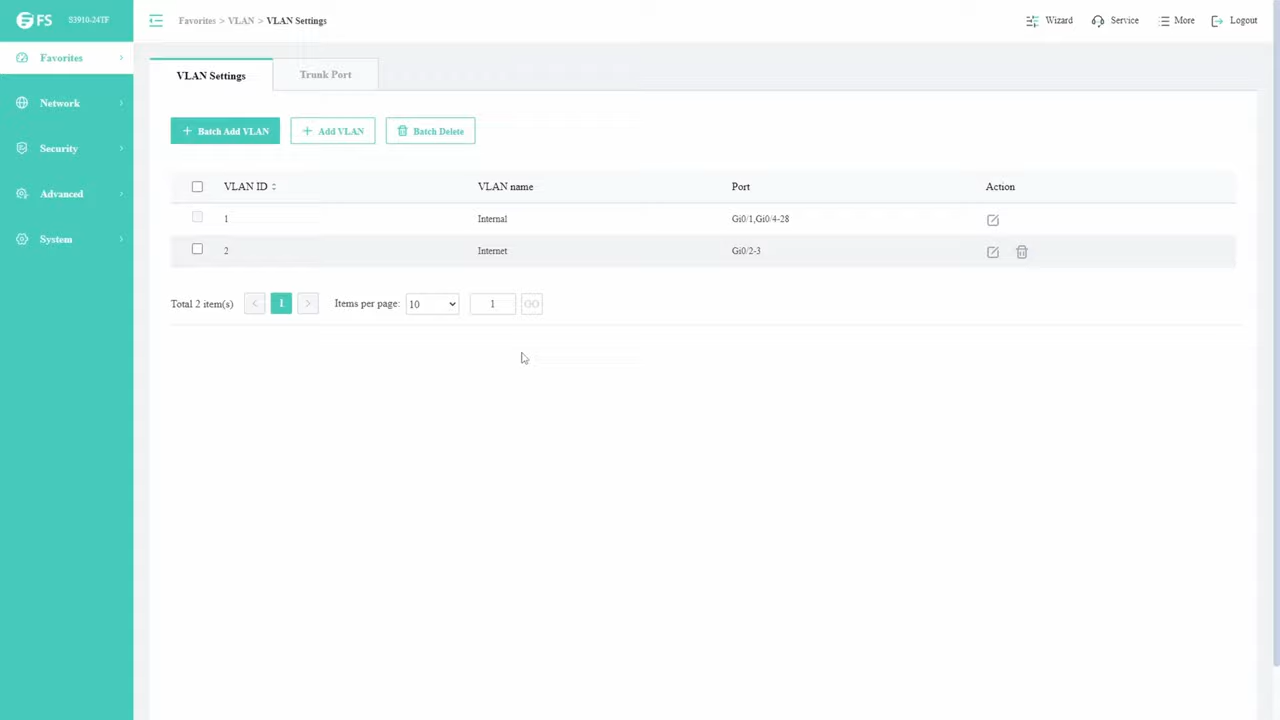 FS S3910-24TF
Favorites > VLAN > VLAN Settings
Wizard Service More Logout
Favorites
Network
Security
Advanced
System
VLAN Settings Trunk Port
+ Batch Add VLAN + Add VLAN Batch Delete
VLAN ID VLAN name Port Action
1 Internal Gi0/1,Gi0/4-28
2 Internet Gi0/2-3
Total 2 item(s) < 1 > Items per page: 10 1 GO